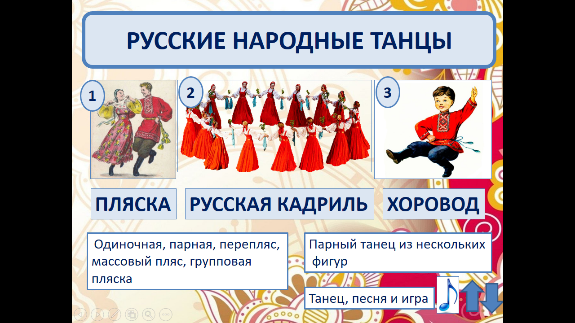 РУССКИЕ НАРОДНЫЕ ТАНЦЫ
1
2
3
ПЛЯСКА
РУССКАЯ КАДРИЛЬ
ХОРОВОД
Одиночная, парная, перепляс,
массовый пляс, групповая
пляска
Парный танец из нескольких
фигур
Танец, песня и игра